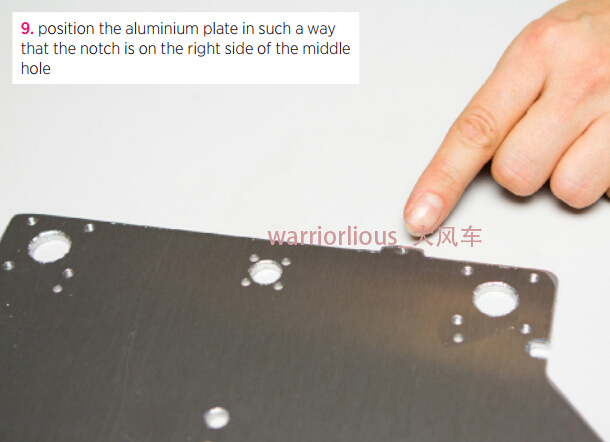 9. position the aluminium plate in such a way
that the notch is on the right side of the middle
hole
warriorlious 大风车